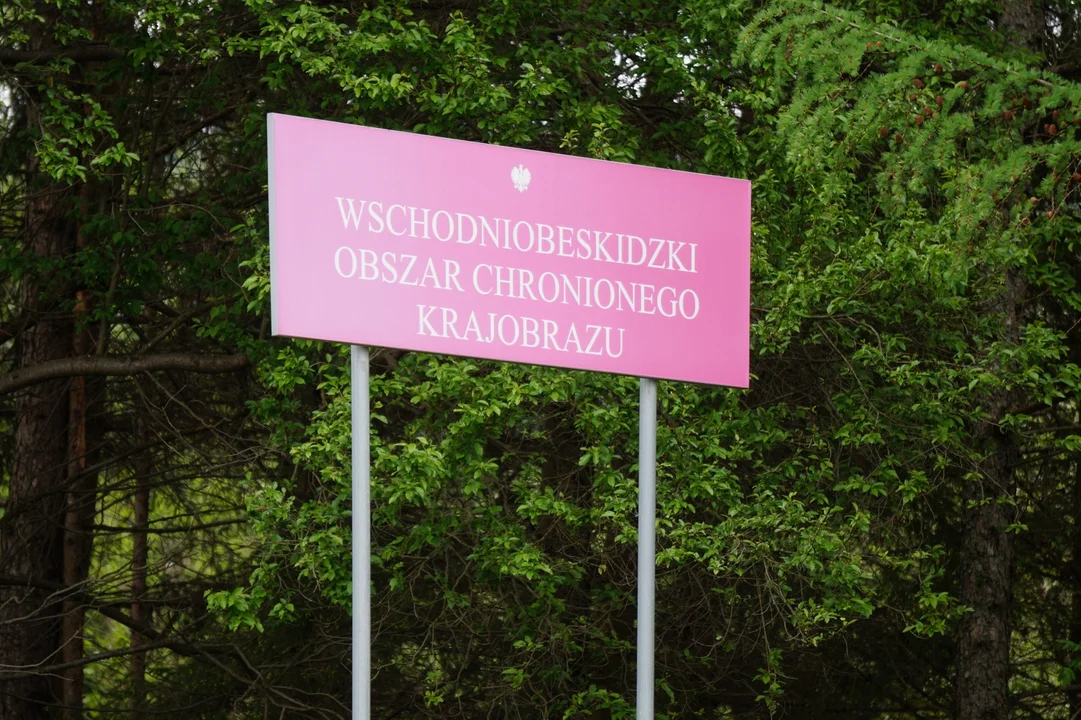 WSCHODNIOBESKIDZKI
OBSZAR CHRONIONEGO
KRAJOBRAZU